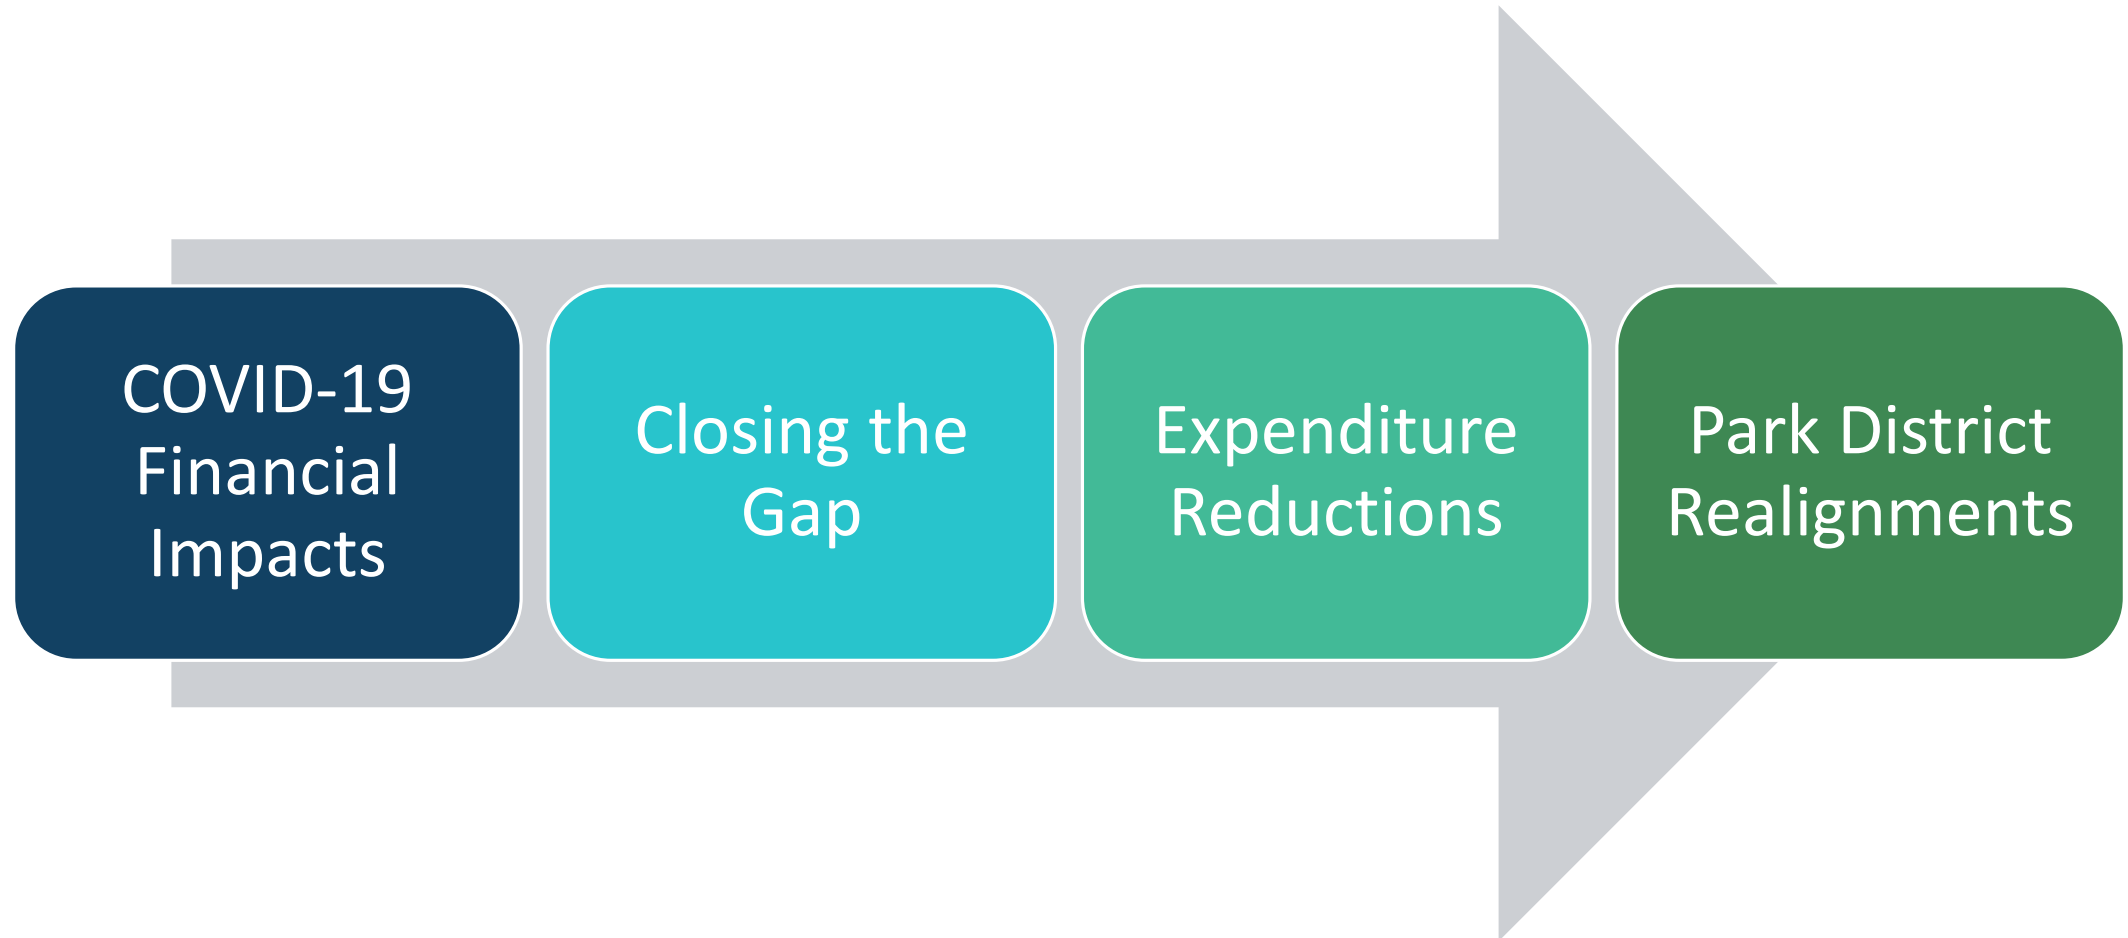 COVID-19
Financial
Impacts
Closing the
Gap
Expenditure
Reductions
Park District
Realignments